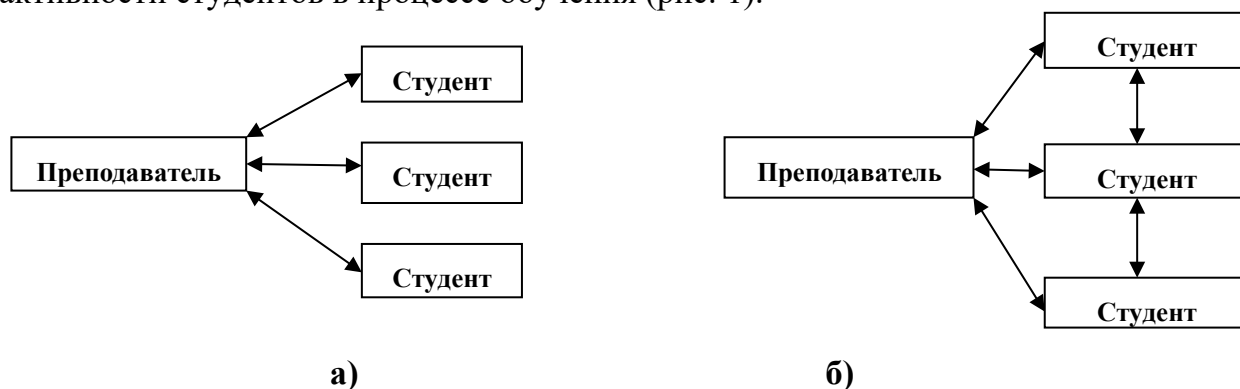 активности студентов в процессе обучения (рис. 1).
Студент
Студент
Преподаватель
Студент
Студент
Преподаватель
Студент
Студент
а)
б)